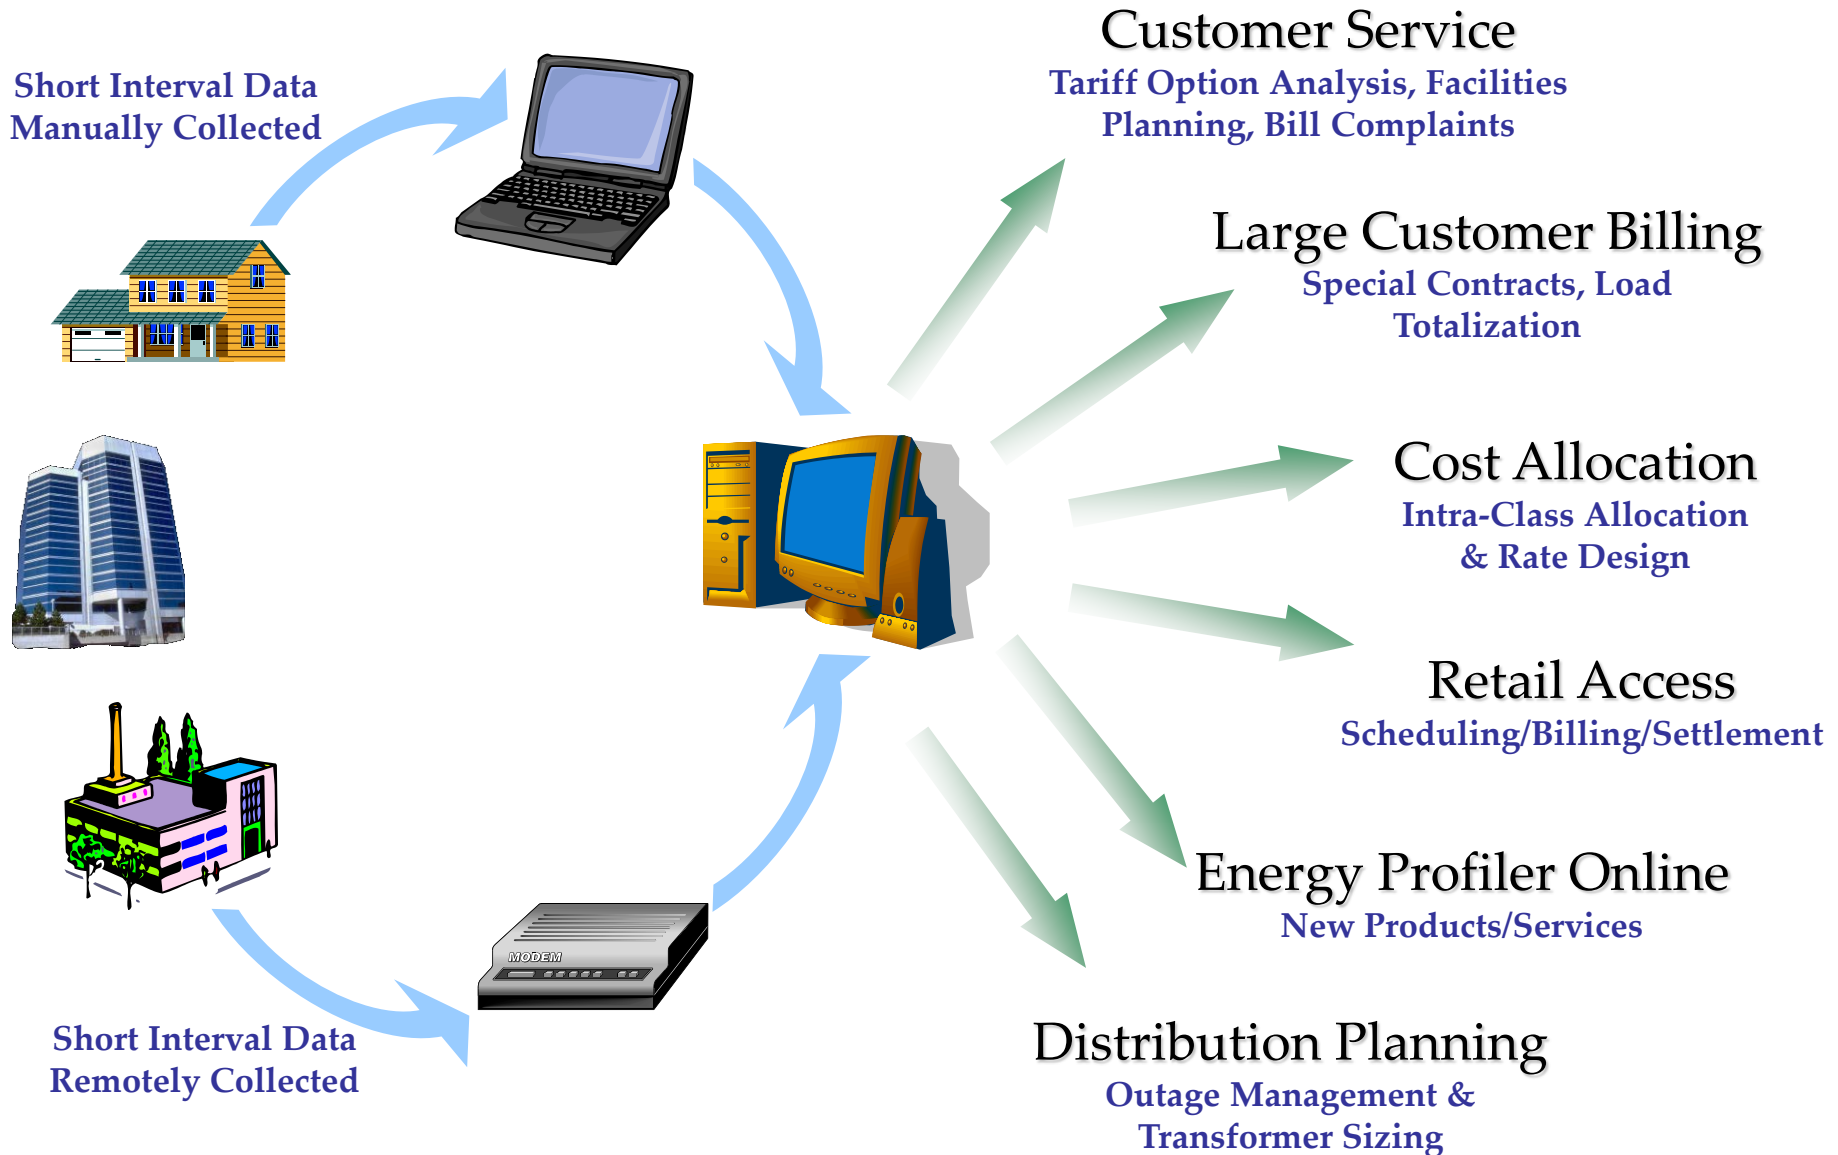 Short Interval Data
Manually Collected
Customer Service
Tariff Option Analysis, Facilities
Planning, Bill Complaints
Large Customer Billing
Special Contracts, Load
Totalization
Cost Allocation
Intra-Class Allocation
& Rate Design
Retail Access
Scheduling/Billing/Settlement
Energy Profiler Online
New Products/Services
MODEM
Short Interval Data
Remotely Collected
Distribution Planning
Outage Management &
Transformer Sizing